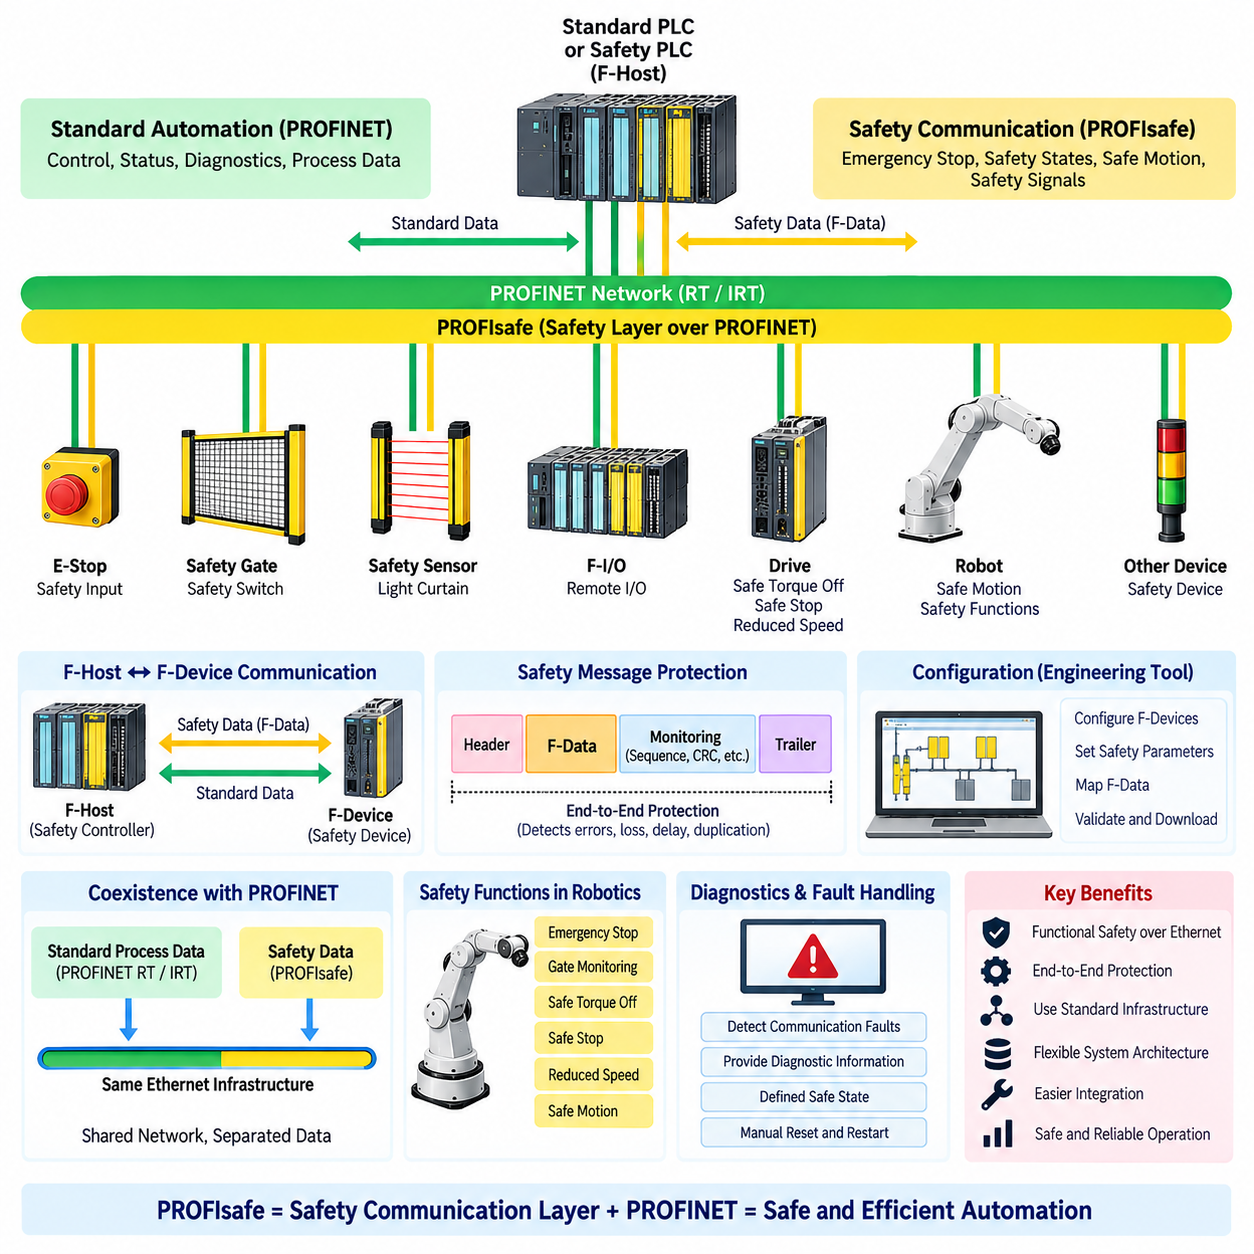 Standard PLC
or Safety PLC
(F-Host)
Standard Automation (PROFINET)
Control, Status, Diagnostics, Process Data
Safety Communication (PROFIsafe)
Emergency Stop, Safety States, Safe Motion,
Safety Signals
Standard Data
Safety Data (F-Data)
PROFINET Network (RT / IRT)
PROFIsafe (Safety Layer over PROFINET)
E-Stop
Safety Input
Safety Gate
Safety Switch
Safety Sensor
Light Curtain
F-I/O
Remote I/O
Drive
Safe Torque Off
Safe Stop
Reduced Speed
Robot
Safe Motion
Safety Functions
Other Device
Safety Device
F-Host ↔ F-Device Communication
Safety Data (F-Data)
Standard Data
F-Host
(Safety Controller)
F-Device
(Safety Device)
Safety Message Protection
Header
F-Data
Monitoring
(Sequence, CRC, etc.)
Trailer
End-to-End Protection
(Detects errors, loss, delay, duplication)
Configuration (Engineering Tool)
Configure F-Devices
Set Safety Parameters
Map F-Data
Validate and Download
Coexistence with PROFINET
Standard Process Data
(PROFINET RT / IRT)
Safety Data
(PROFIsafe)
Same Ethernet Infrastructure
Shared Network, Separated Data
Safety Functions in Robotics
Emergency Stop
Gate Monitoring
Safe Torque Off
Safe Stop
Reduced Speed
Safe Motion
Diagnostics & Fault Handling
Detect Communication Faults
Provide Diagnostic Information
Defined Safe State
Manual Reset and Restart
Key Benefits
Functional Safety over Ethernet
End-to-End Protection
Use Standard Infrastructure
Flexible System Architecture
Easier Integration
Safe and Reliable Operation
PROFIsafe = Safety Communication Layer + PROFINET = Safe and Efficient Automation